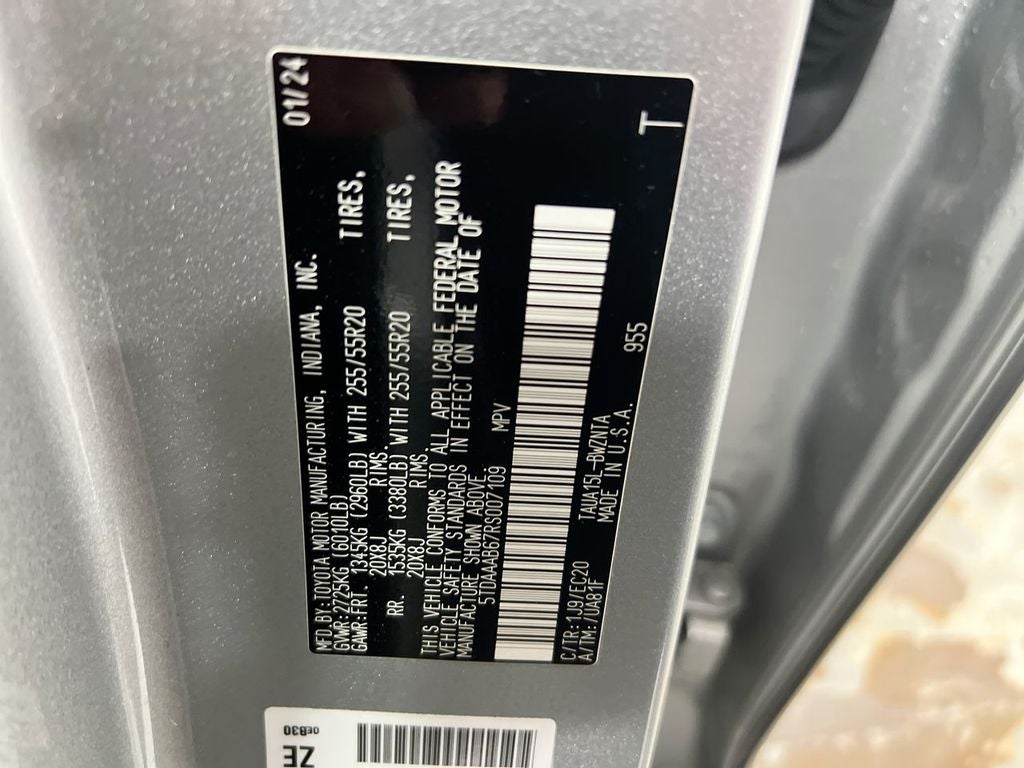 MFD.BY:TOYOTA MOTOR MANUFACTURING, INDIANA, INC. 01/24
GVWR:2725KG (6010LB)
GAWR:FRT. 1345KG (2960LB) WITH 255/55R20 TIRES,
20X8J RIMS.
RR. 1535KG (3380LB) WITH 255/55R20 TIRES,
20X8J RIMS.
THIS VEHICLE CONFORMS TO ALL APPLICABLE FEDERAL MOTOR
VEHICLE SAFETY STANDARDS IN EFFECT ON THE DATE OF
MANUFACTURE SHOWN ABOVE.
5TDAAAB67RS007109 MPV
C/TR:1J9/EC20 TAYA15L-BWZNTA 955 T
A/TM:/UA81F MADE IN U.S.A.
0EB30
ZE